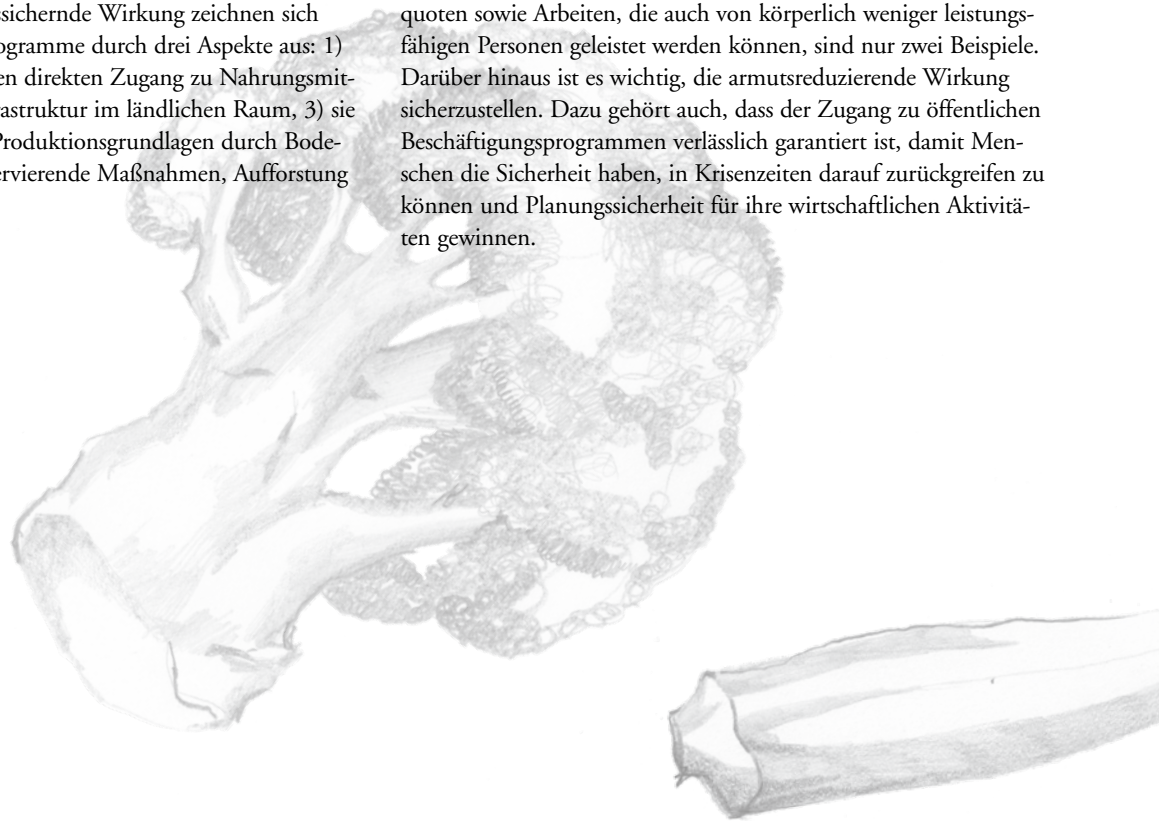 sichernde Wirkung zeichnen sich
ogramme durch drei Aspekte aus: 1)
en direkten Zugang zu Nahrungsmit-
astruktur im ländlichen Raum, 3) sie
Produktionsgrundlagen durch Bode-
ervierende Maßnahmen, Aufforstung
quoten sowie Arbeiten, die auch von körperlich weniger leistungs-
fähigen Personen geleistet werden können, sind nur zwei Beispiele.
Darüber hinaus ist es wichtig, die armutsreduzierende Wirkung
sicherzustellen. Dazu gehört auch, dass der Zugang zu öffentlichen
Beschäftigungsprogrammen verlässlich garantiert ist, damit Men-
schen die Sicherheit haben, in Krisenzeiten darauf zurückgreifen zu
können und Planungssicherheit für ihre wirtschaftlichen Aktivitä-
ten gewinnen.